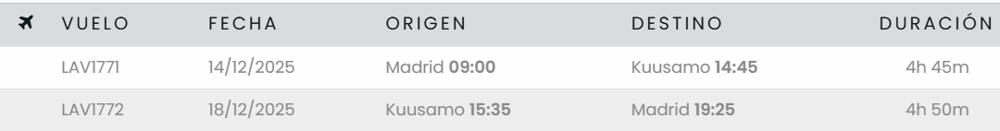 VUELO FECHA ORIGEN DESTINO DURACIÓN
LAV1771 14/12/2025 Madrid 09:00 Kuusamo 14:45 4h 45m
LAV1772 18/12/2025 Kuusamo 15:35 Madrid 19:25 4h 50m